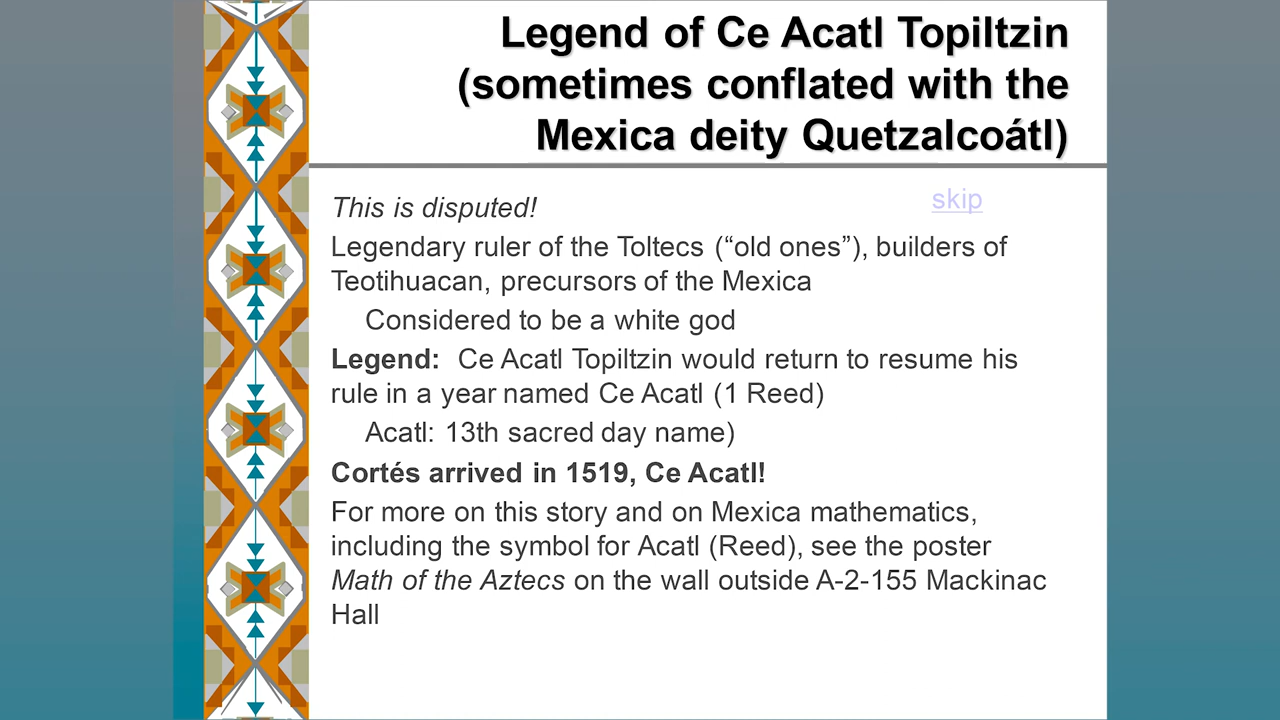 Legend of Ce Acatl Topiltzin
(sometimes conflated with the
Mexica deity Quetzalcoátl)
skip
This is disputed!
Legendary ruler of the Toltecs (“old ones”), builders of
Teotihuacan, precursors of the Mexica
Considered to be a white god
Legend:  Ce Acatl Topiltzin would return to resume his
rule in a year named Ce Acatl (1 Reed)
Acatl: 13th sacred day name)
Cortés arrived in 1519, Ce Acatl!
For more on this story and on Mexica mathematics,
including the symbol for Acatl (Reed), see the poster
Math of the Aztecs on the wall outside A-2-155 Mackinac
Hall